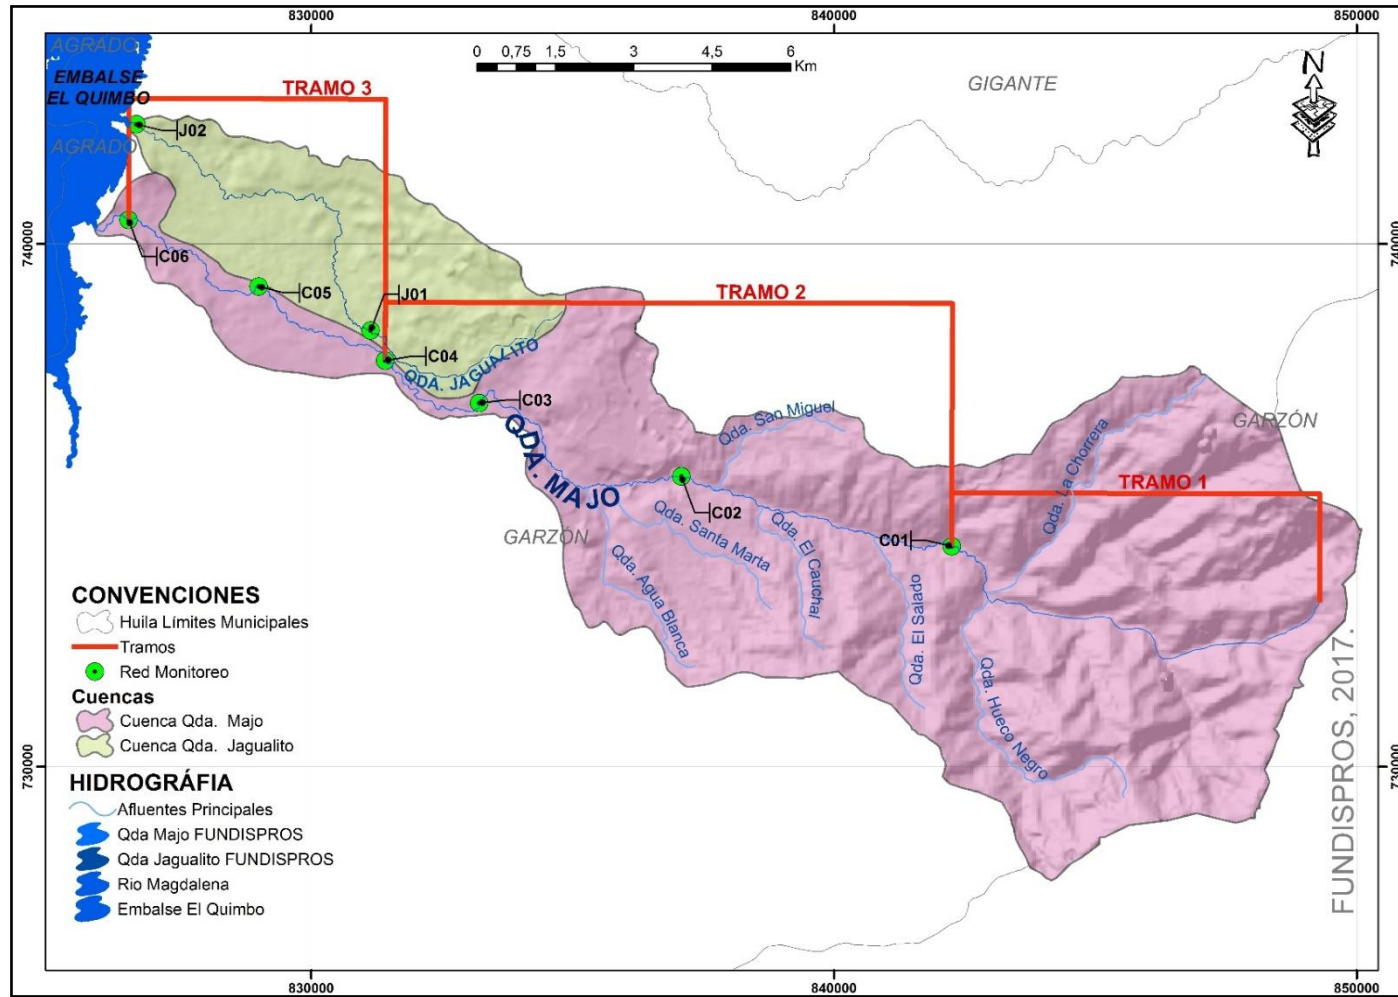 830000
840000
850000
AGRADO
EMBALSE
EL QUIMBO
AGRADO
0 0,75 1,5 3 4,5 6
Km
TRAMO 3
GIGANTE
N
J02
740000
740000
C06
C05
J01
TRAMO 2
C04
QDA. JAGUALITO
C03
QDA. MAJO
Qda. San Miguel
GARZÓN
Qda. La Chorrera
TRAMO 1
C02
C01
GARZÓN
Qda. Santa Marta
Qda. El Cauchal
Qda. Agua Blanca
Qda. El Salado
Qda. Hueco Negro
CONVENCIONES
Huila Límites Municipales
Tramos
Red Monitoreo
Cuencas
Cuenca Qda. Majo
Cuenca Qda. Jagualito
HIDROGRÁFIA
Afluentes Principales
Qda Majo FUNDISPROS
Qda Jagualito FUNDISPROS
Rio Magdalena
Embalse El Quimbo
730000
730000
FUNDISPROS, 2017.
830000
840000
850000